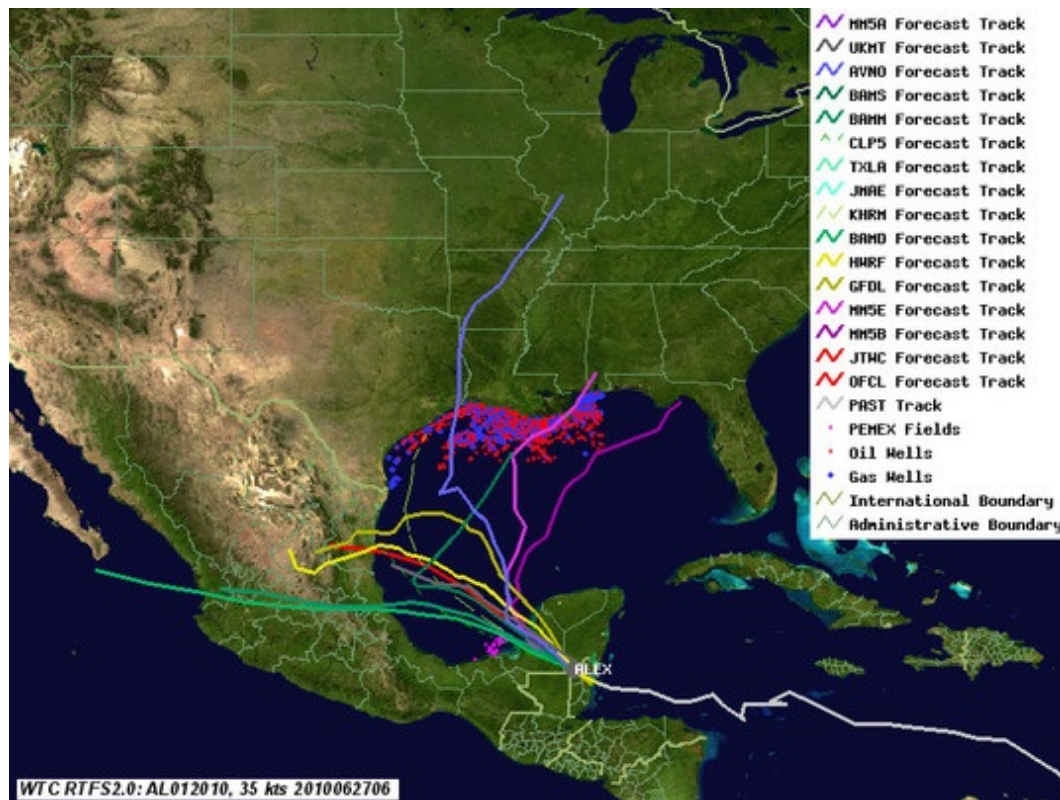 MM5A Forecast Track
UKMT Forecast Track
AVNO Forecast Track
BAMS Forecast Track
BAMM Forecast Track
CLP5 Forecast Track
TXLA Forecast Track
JMAE Forecast Track
KHRM Forecast Track
BAMD Forecast Track
HWRF Forecast Track
GFDL Forecast Track
MM5E Forecast Track
MM5B Forecast Track
JTWC Forecast Track
OFCL Forecast Track
PAST Track
PEMEX Fields
Oil Wells
Gas Wells
International Boundary
Administrative Boundary
ALEX
WTC RTFS2.0: AL012010, 35 kts 2010062706